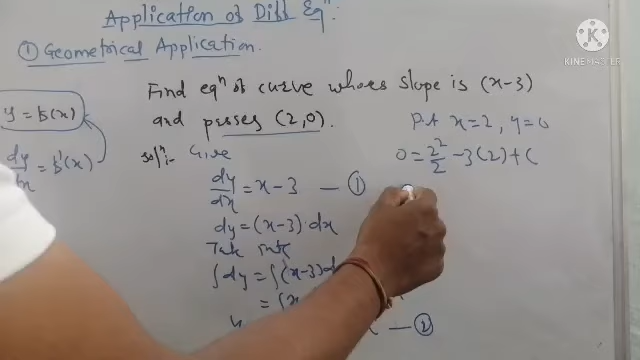 Application of Diff Eqⁿ:
① Geometrical Application.
Find eqⁿ of curve whose slope is (x-3)
and passes (2,0).
y = f(x)
dy/dx = f'(x)
solⁿ:- Give
dy/dx = x - 3 — ①
dy = (x-3)·dx
Take
∫dy = ∫(x-3)
= ∫x
— ②
Put x=2, y=0
0 = 2²/2 - 3(2) + C
KINEMASTER